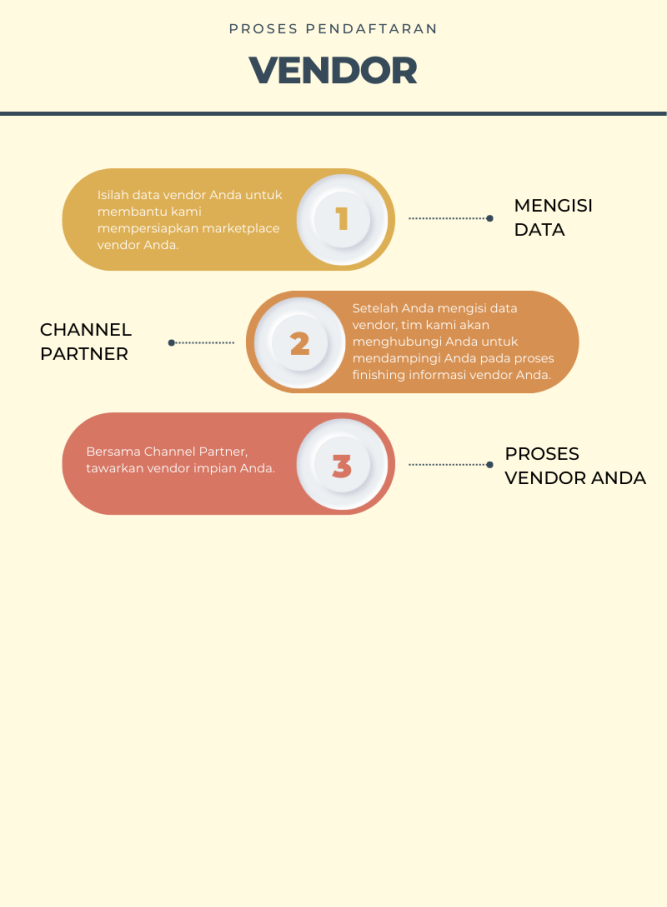 PROSES PENDAFTARAN
VENDOR
Isilah data vendor Anda untuk
membantu kami
mempersiapkan marketplace
vendor Anda.
1
MENGISI
DATA
CHANNEL
PARTNER
2
Setelah Anda mengisi data
vendor, tim kami akan
menghubungi Anda untuk
mendampingi Anda pada proses
finishing informasi vendor Anda.
Bersama Channel Partner,
tawarkan vendor impian Anda.
3
PROSES
VENDOR ANDA